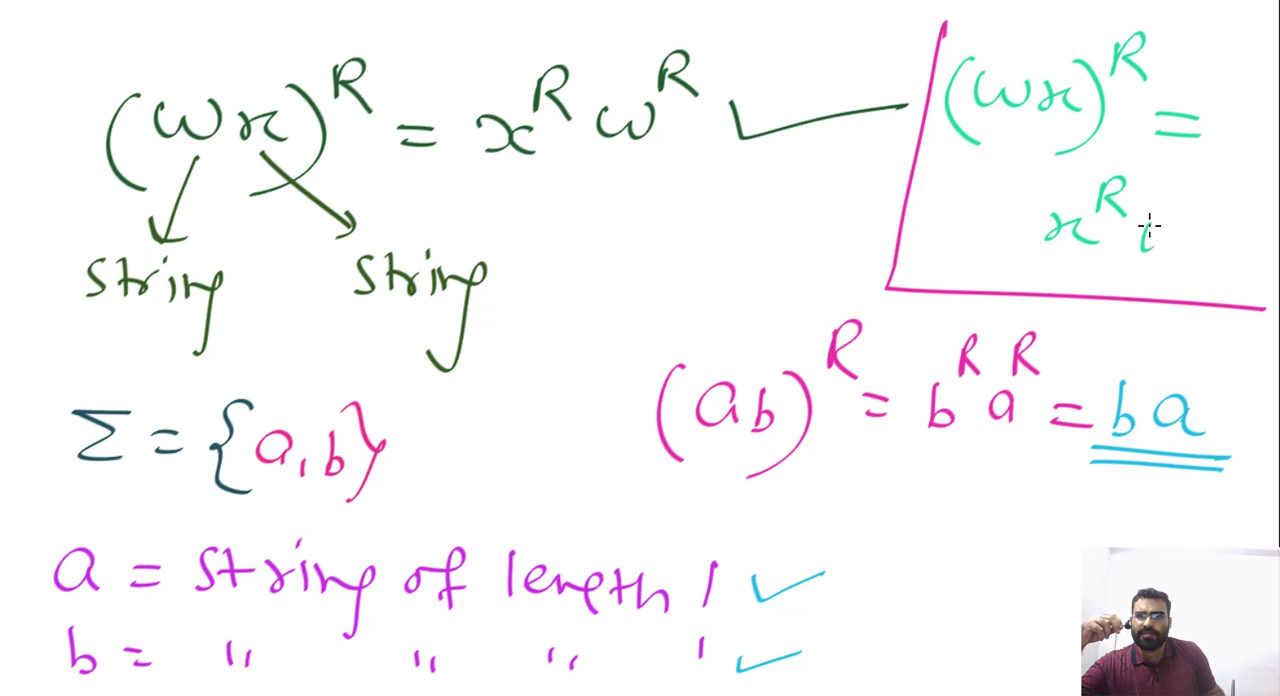 (wx)^R = x^R w^R
(wx)^R =
x^R
string string
(ab)^R = b^R a^R = ba
Σ = {a, b}
a = string of length 1
b = " " " 1